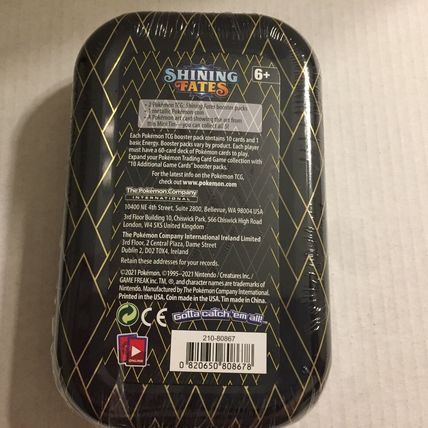 SHINING
FATES
6+
• 2 Pokémon TCG: Shining Fates booster packs
• 1 metallic Pokémon coin
• A Pokémon art card showing the art from
this Mini Tin—you can collect all 5!
Each Pokémon TCG booster pack contains 10 cards and 1
basic Energy. Boosters vary by product. Each player
must have a 60-card deck of Pokémon cards to play.
Expand your Pokémon Trading Card Game collection with
"10 Additional Game Cards" booster packs.
For the latest info on the Pokémon TCG,
check out www.pokemon.com
The Pokémon Company
INTERNATIONAL
10400 NE 4th Street, Suite 2800, Bellevue, WA 98004 USA
3rd Floor Building 10, Chiswick Park, 566 Chiswick High Road
London, W4 5XS United Kingdom
The Pokémon Company International Ireland Limited
3rd Floor, 2 Central Plaza, Dame Street
Dublin 2, D02 T0X4, Ireland
Retain these addresses for your records.
©2021 Pokémon. ©1995–2021 Nintendo / Creatures Inc. /
GAME FREAK inc. TM, ®, and character names are trademarks of
Nintendo. Manufactured by The Pokémon Company International.
Printed in the USA. Coin made in the USA. Tin made in China.
CE
Gotta catch 'em all!
210-80867
ONLINE
0 820650 808678